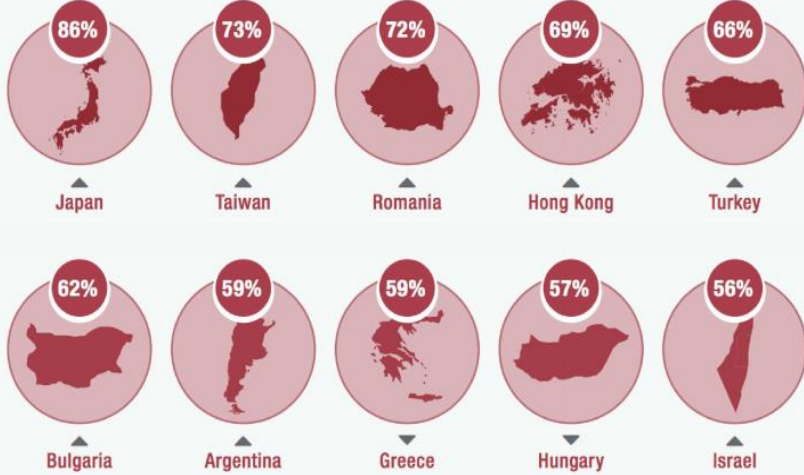 86% 73% 72% 69% 66%
Japan Taiwan Romania Hong Kong Turkey
62% 59% 59% 57% 56%
Bulgaria Argentina Greece Hungary Israel